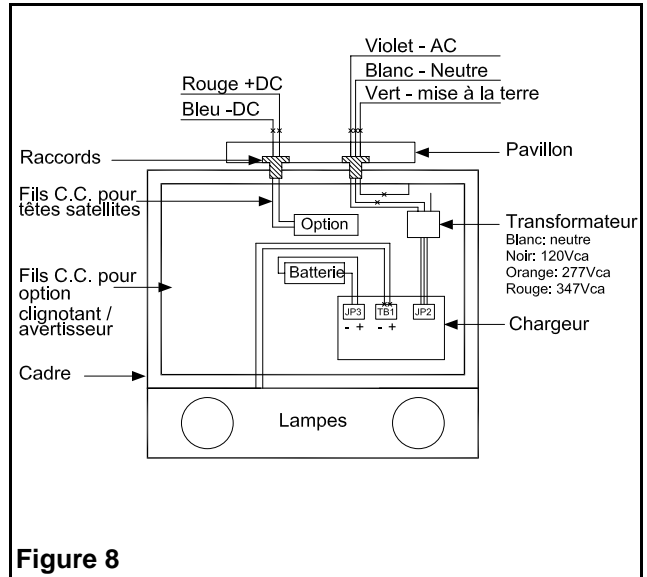 Violet - AC
Blanc - Neutre
Vert - mise à la terre
Rouge +DC
Bleu -DC
Raccords
Pavillon
Fils C.C. pour
têtes satellites
Option
Transformateur
Blanc: neutre
Noir: 120Vca
Orange: 277Vca
Rouge: 347Vca
Fils C.C. pour
option
clignotant /
avertisseur
Batterie
JP3 TB1 JP2
- + - +
Chargeur
Cadre
Lampes
Figure 8